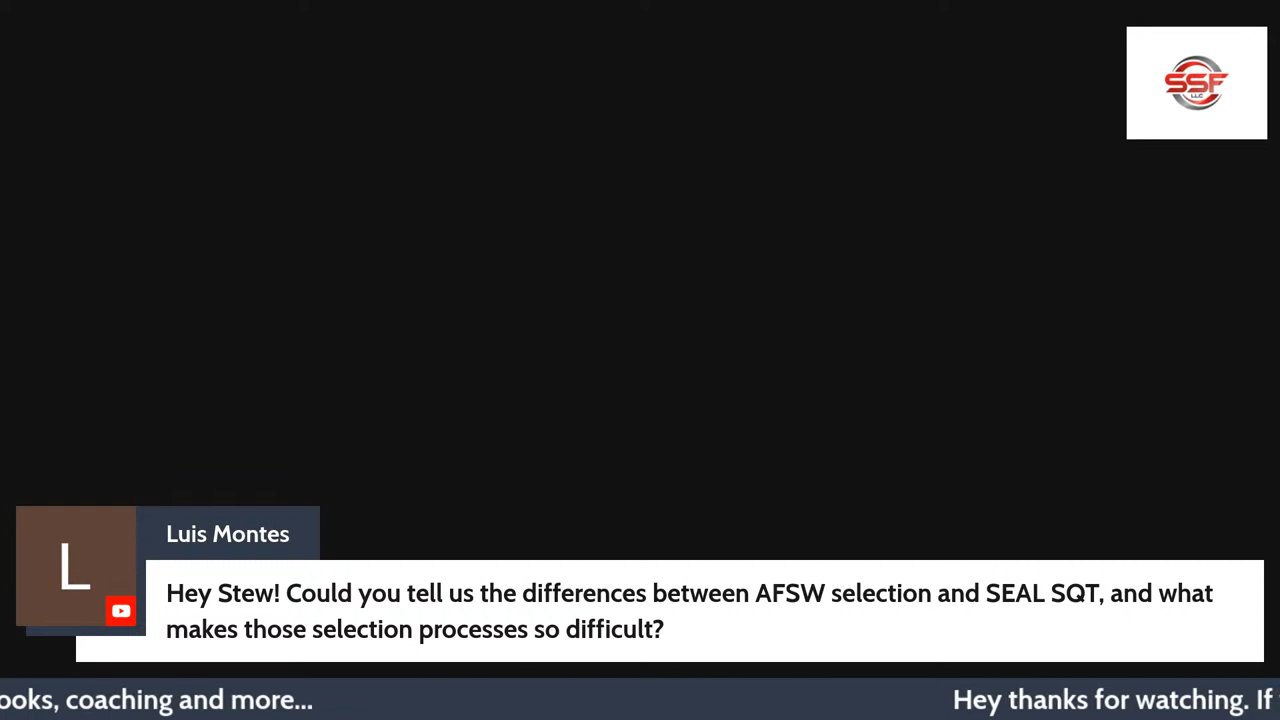 SSF
LLC
L
Luis Montes
Hey Stew! Could you tell us the differences between AFSW selection and SEAL SQT, and what
makes those selection processes so difficult?
ooks, coaching and more... Hey thanks for watching. If